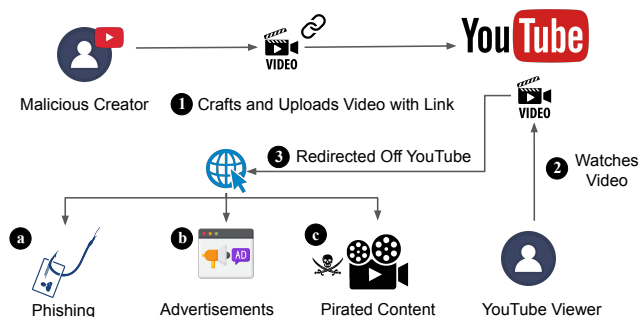 YouTube
VIDEO
Malicious Creator
1 Crafts and Uploads Video with Link
VIDEO
3 Redirected Off YouTube
2 Watches
Video
a
b
AD
c
Phishing
Advertisements
Pirated Content
YouTube Viewer